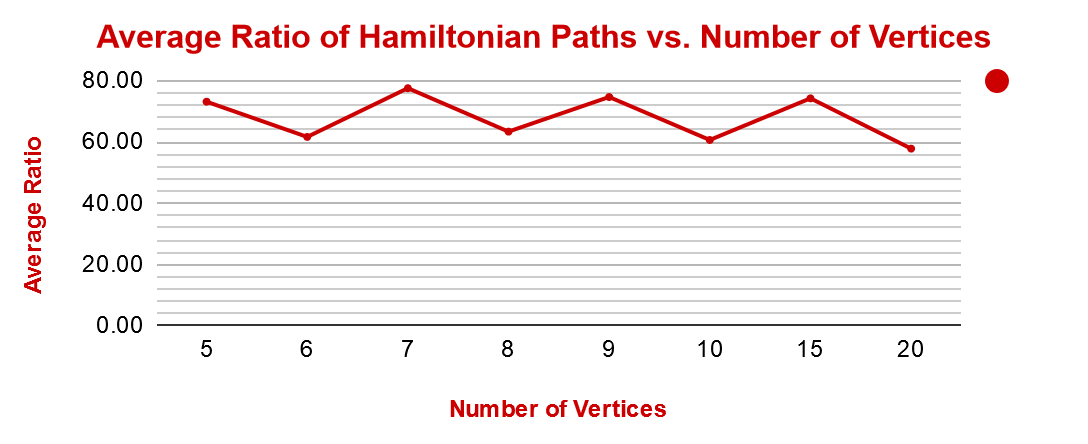 Average Ratio of Hamiltonian Paths vs. Number of Vertices
80.00
60.00
40.00
20.00
0.00
Average Ratio
5 6 7 8 9 10 15 20
Number of Vertices